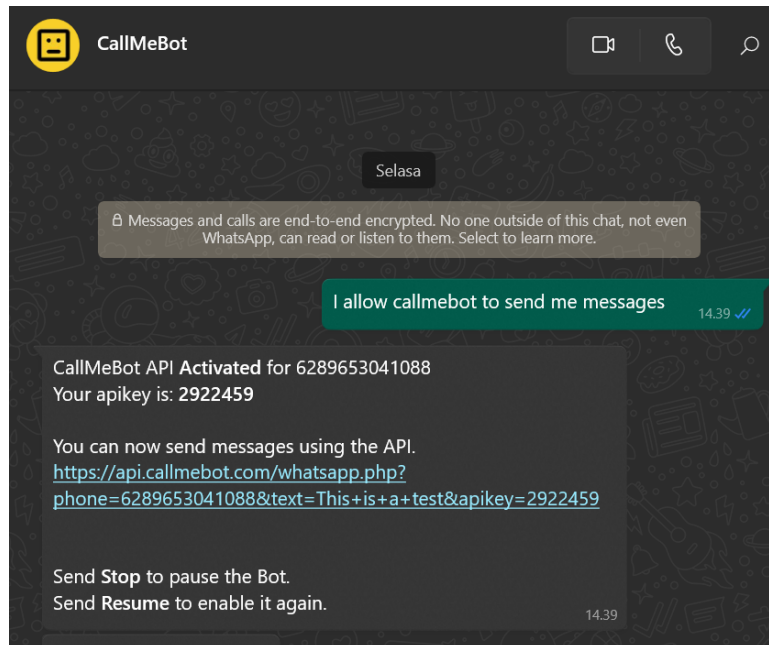 CallMeBot
Selasa
Messages and calls are end-to-end encrypted. No one outside of this chat, not even
WhatsApp, can read or listen to them. Select to learn more.
I allow callmebot to send me messages
14.39
CallMeBot API Activated for 6289653041088
Your apikey is: 2922459
You can now send messages using the API.
https://api.callmebot.com/whatsapp.php?
phone=6289653041088&text=This+is+a+test&apikey=2922459
Send Stop to pause the Bot.
Send Resume to enable it again.
14.39